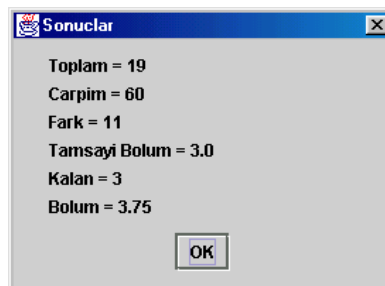 Sonuclar
Toplam = 19
Carpim = 60
Fark = 11
Tamsayi Bolum = 3.0
Kalan = 3
Bolum = 3.75
OK